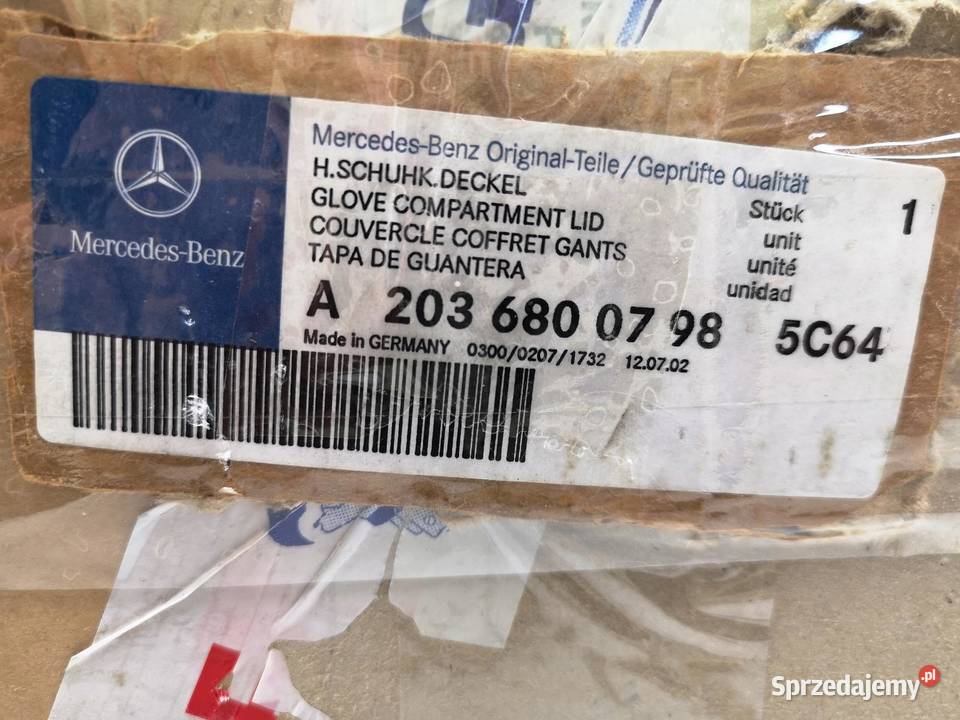 Mercedes-Benz
Mercedes-Benz Original-Teile/Geprüfte Qualität
H.SCHUHK.DECKEL
GLOVE COMPARTMENT LID
COUVERCLE COFFRET GANTS
TAPA DE GUANTERA
Stück 1
unit
unité
unidad
A 203 680 07 98 5C64
Made in GERMANY 0300/0207/1732 12.07.02
Sprzedajemy.pl